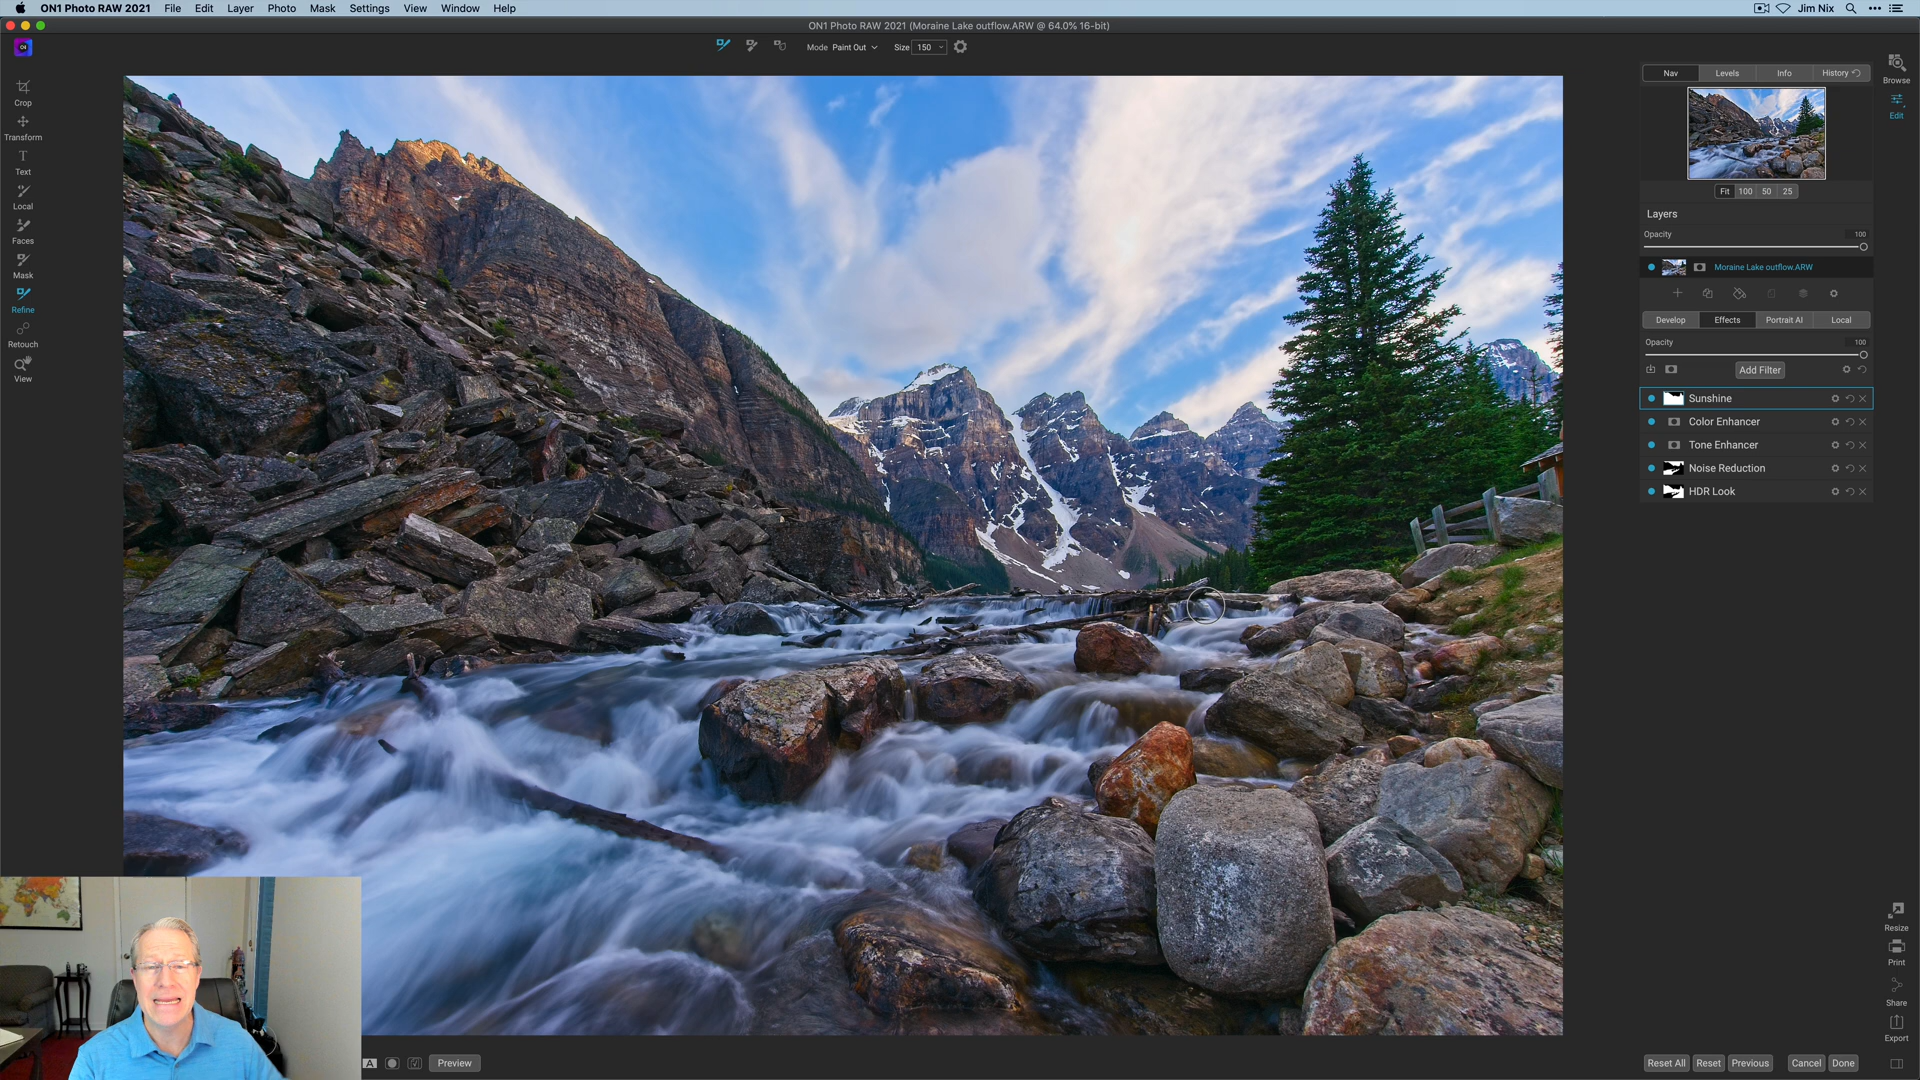 ON1 Photo RAW 2021 File Edit Layer Photo Mask Settings View Window Help Jim Nix
ON1 Photo RAW 2021 (Moraine Lake outflow.ARW @ 64.0% 16-bit)
Mode Paint Out Size 150
Crop
Transform
Text
Local
Faces
Mask
Refine
Retouch
View
Nav Levels Info History
Fit 100 50 25
Layers
Opacity 100
Moraine Lake outflow.ARW
Develop Effects Portrait AI Local
Opacity 100
Add Filter
Sunshine
Color Enhancer
Tone Enhancer
Noise Reduction
HDR Look
Browse
Edit
Resize
Print
Share
Export
A Preview
Reset All Reset Previous Cancel Done